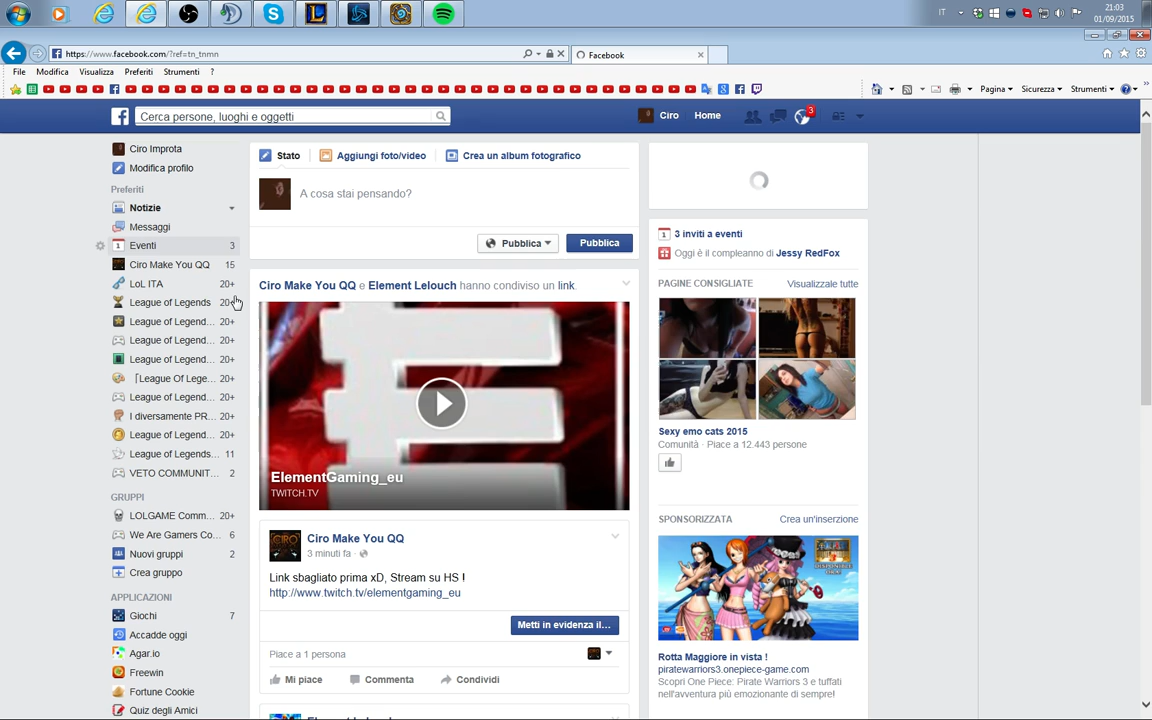 IT
21:03
01/09/2015
https://www.facebook.com/?ref=tn_tnmn
Facebook
File Modifica Visualizza Preferiti Strumenti ?
Pagina Sicurezza Strumenti
Cerca persone, luoghi e oggetti
Ciro Home 3
Ciro Improta
Modifica profilo
Preferiti
Notizie
Messaggi
Eventi 3
Ciro Make You QQ 15
LoL ITA 20+
League of Legends 20+
League of Legend... 20+
League of Legend... 20+
League of Legend... 20+
「League Of Lege... 20+
League of Legend... 20+
I diversamente PR... 20+
League of Legend... 20+
League of Legends... 11
VETO COMMUNIT... 2
GRUPPI
LOLGAME Comm... 20+
We Are Gamers Co... 6
Nuovi gruppi 2
Crea gruppo
APPLICAZIONI
Giochi 7
Accadde oggi
Agar.io
Freewin
Fortune Cookie
Quiz degli Amici
Stato Aggiungi foto/video Crea un album fotografico
A cosa stai pensando?
Pubblica Pubblica
Ciro Make You QQ e Element Lelouch hanno condiviso un link.
ElementGaming_eu
TWITCH.TV
Ciro Make You QQ
3 minuti fa ·
Link sbagliato prima xD, Stream su HS !
http://www.twitch.tv/elementgaming_eu
Metti in evidenza il...
Piace a 1 persona
Mi piace Commenta Condividi
3 inviti a eventi
Oggi è il compleanno di Jessy RedFox
PAGINE CONSIGLIATE Visualizzale tutte
Sexy emo cats 2015
Comunità · Piace a 12.443 persone
SPONSORIZZATA Crea un'inserzione
Rotta Maggiore in vista !
piratewarriors3.onepiece-game.com
Scopri One Piece: Pirate Warriors 3 e tuffati
nell'avventura più emozionante di sempre!